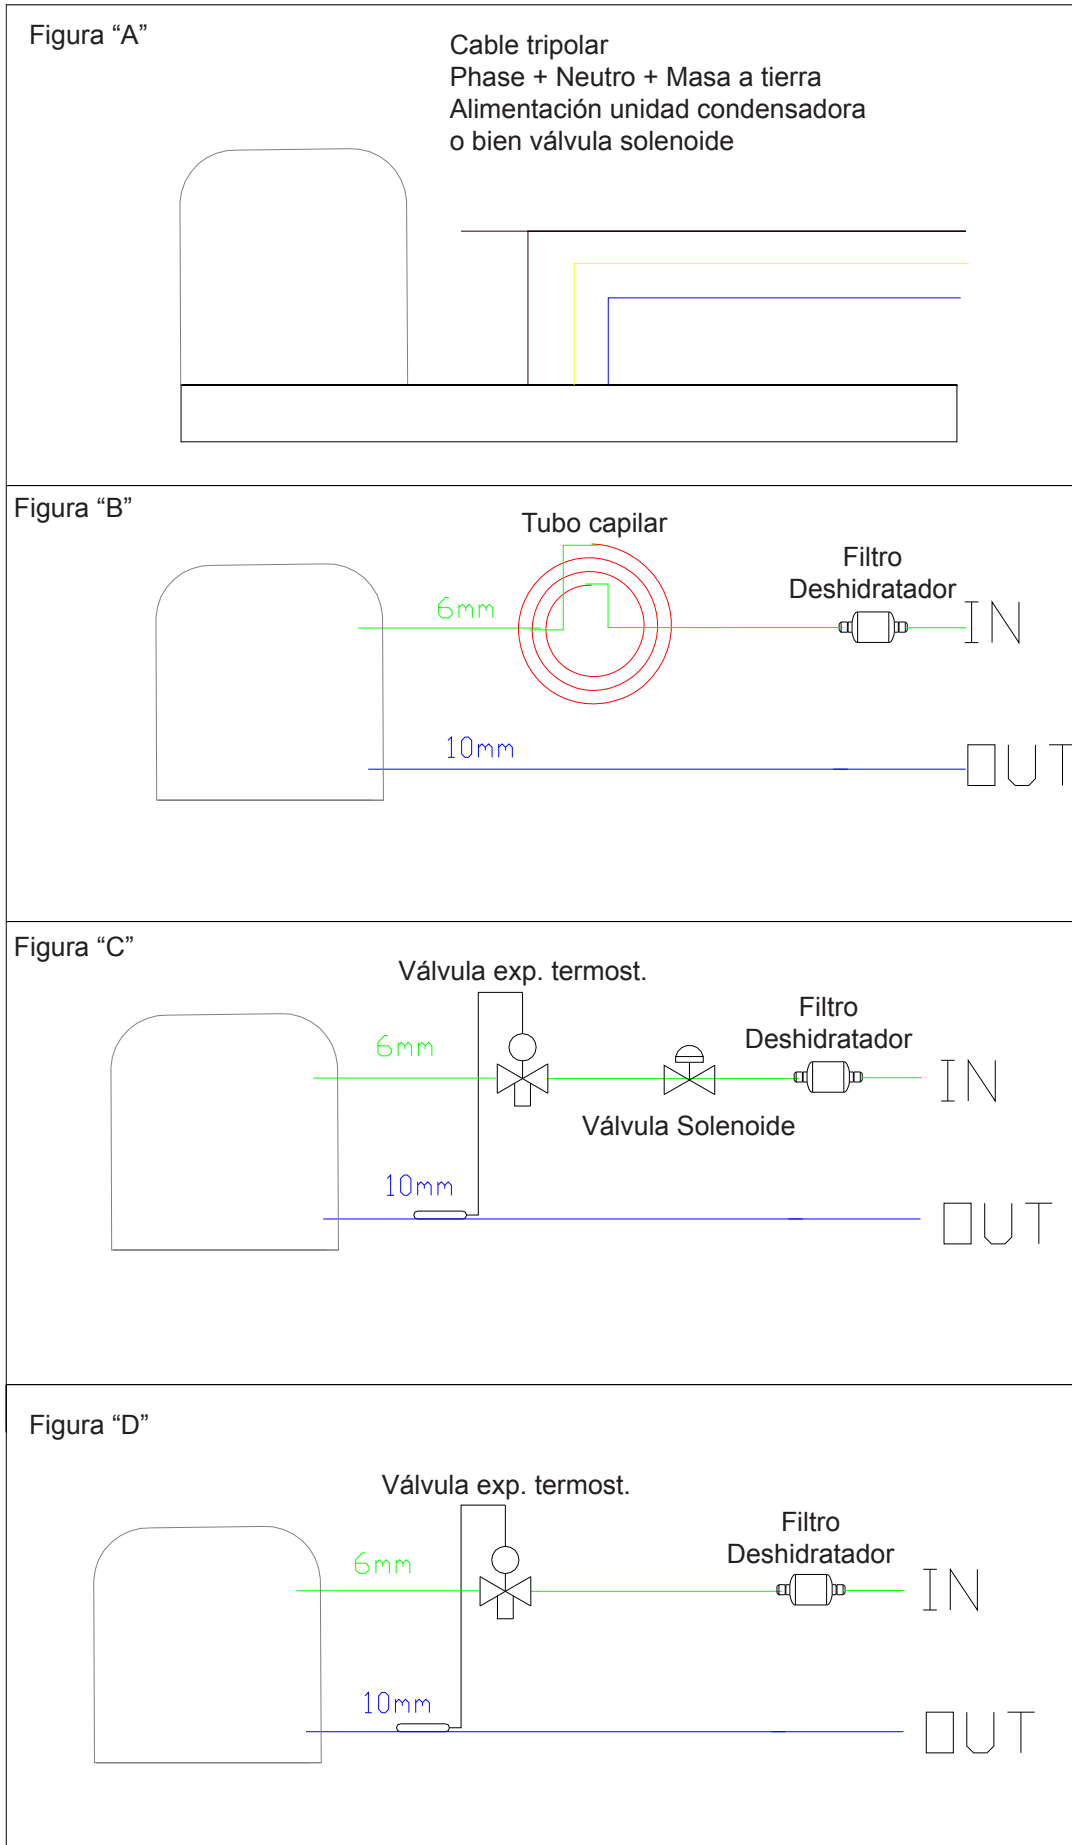 Figura “A”
Cable tripolar
Phase + Neutro + Masa a tierra
Alimentación unidad condensadora
o bien válvula solenoide
Figura “B”
Tubo capilar
Filtro
Deshidratador
6mm
IN
10mm
OUT
Figura “C”
Válvula exp. termost.
Filtro
Deshidratador
6mm
IN
Válvula Solenoide
10mm
OUT
Figura “D”
Válvula exp. termost.
Filtro
Deshidratador
6mm
IN
10mm
OUT